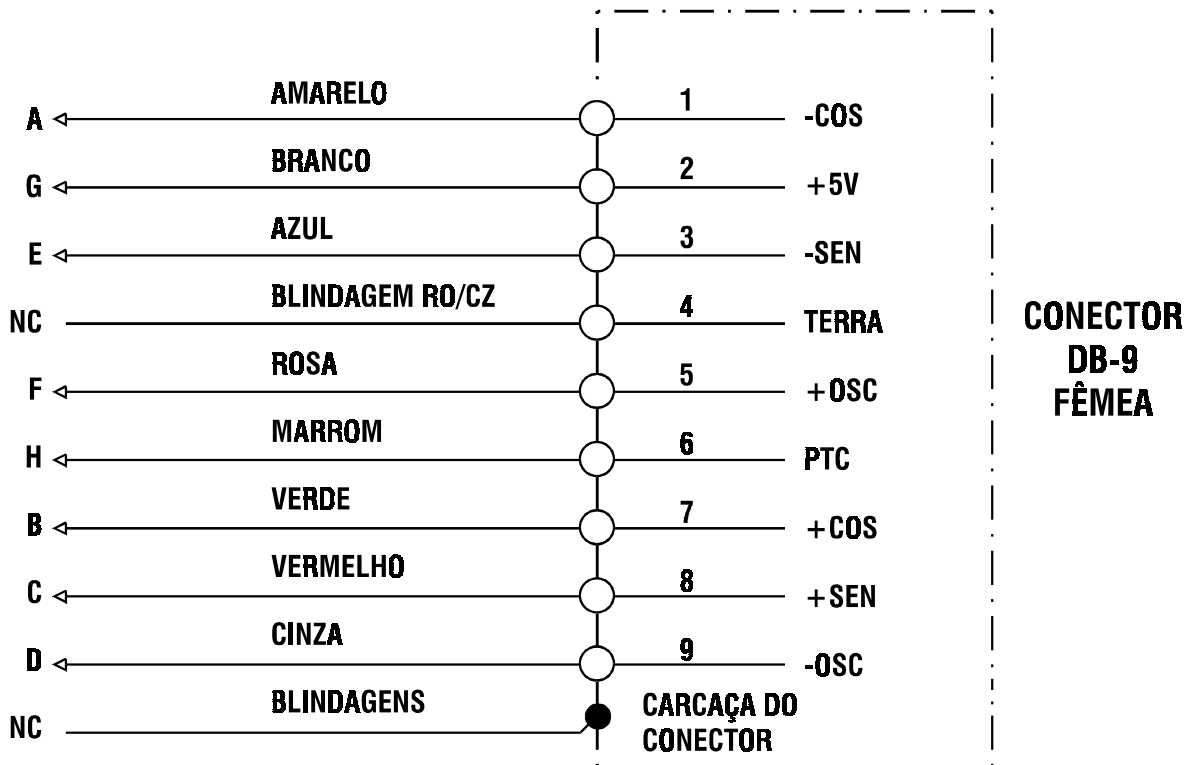 AMARELO
A 1 -COS
BRANCO
G 2 +5V
AZUL
E 3 -SEN
BLINDAGEM RO/CZ
NC 4 TERRA
ROSA
F 5 +OSC
MARROM
H 6 PTC
VERDE
B 7 +COS
VERMELHO
C 8 +SEN
CINZA
D 9 -OSC
BLINDAGENS
NC
CARCAÇA DO
CONECTOR
CONECTOR
DB-9
FÊMEA